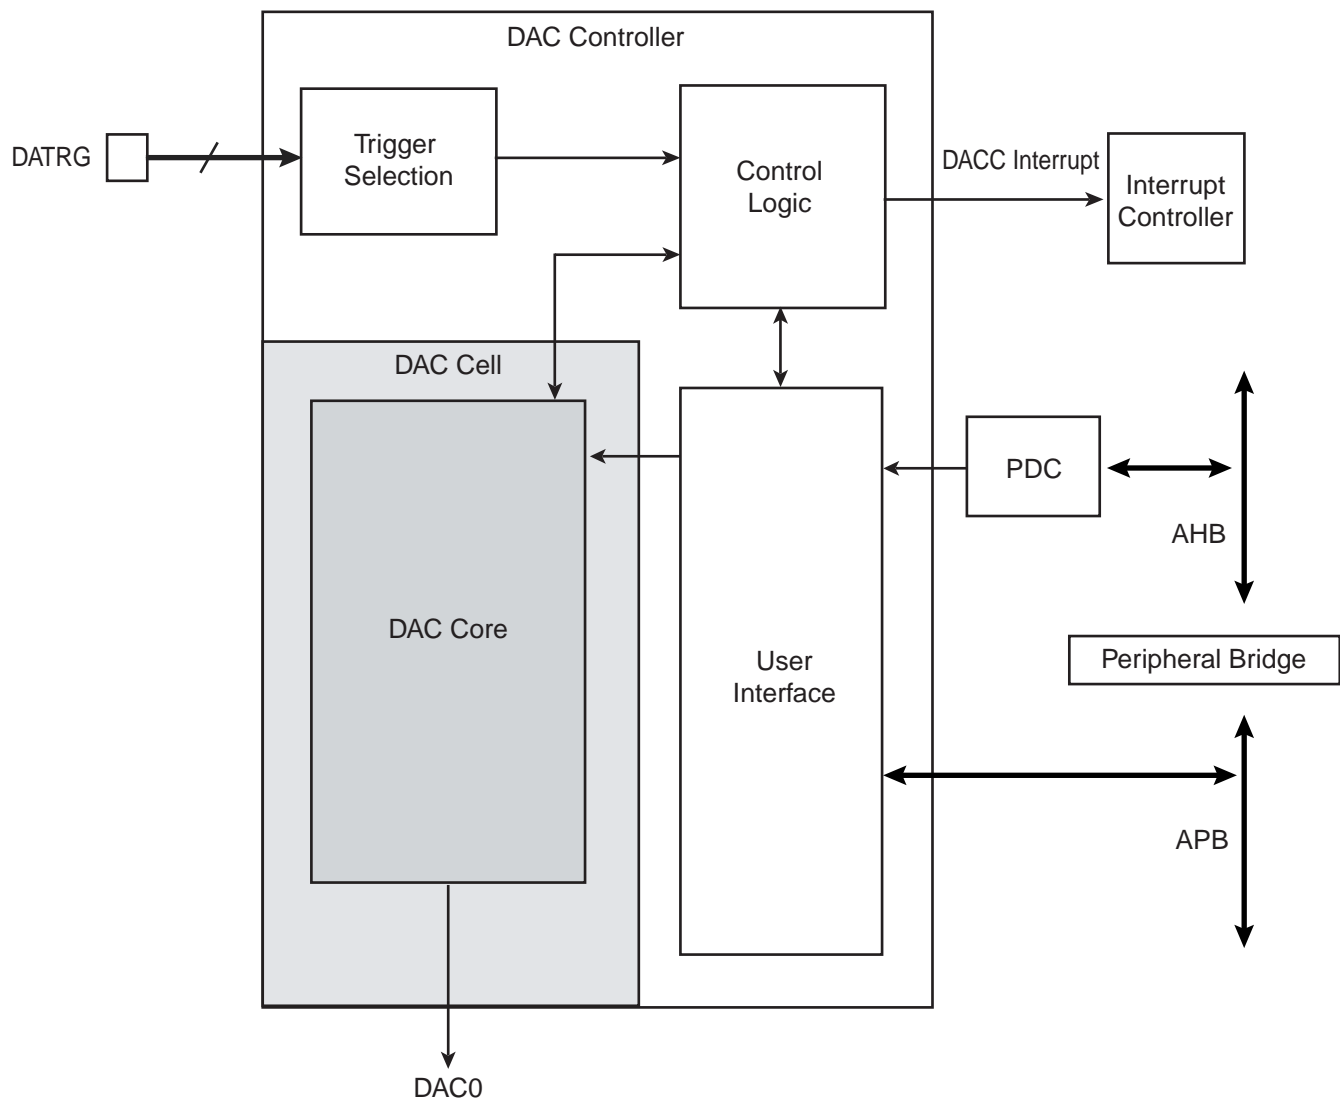 DAC Controller
DATRG
Trigger
Selection
Control
Logic
DACC Interrupt
Interrupt
Controller
DAC Cell
DAC Core
User
Interface
PDC
AHB
Peripheral Bridge
APB
DAC0